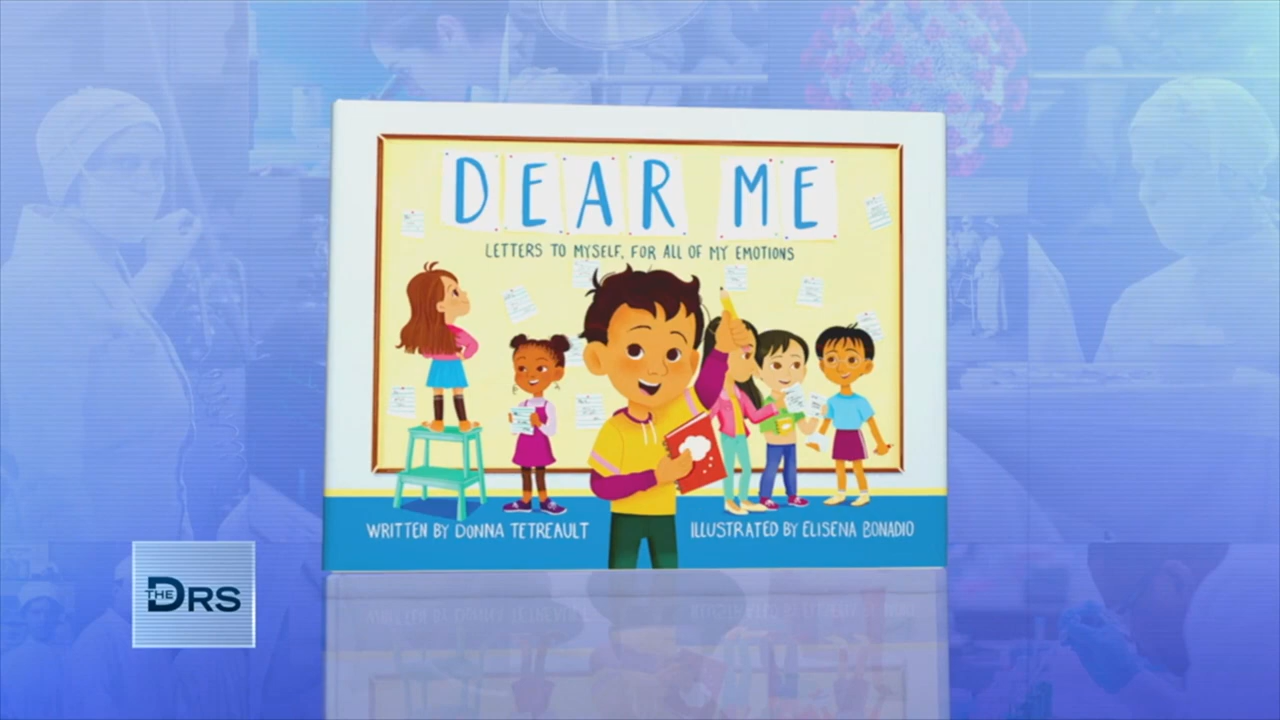 DEAR ME
LETTERS TO MYSELF, FOR ALL OF MY EMOTIONS
WRITTEN BY DONNA TETREAULT
ILLUSTRATED BY ELISENA BONADIO
THE DRS